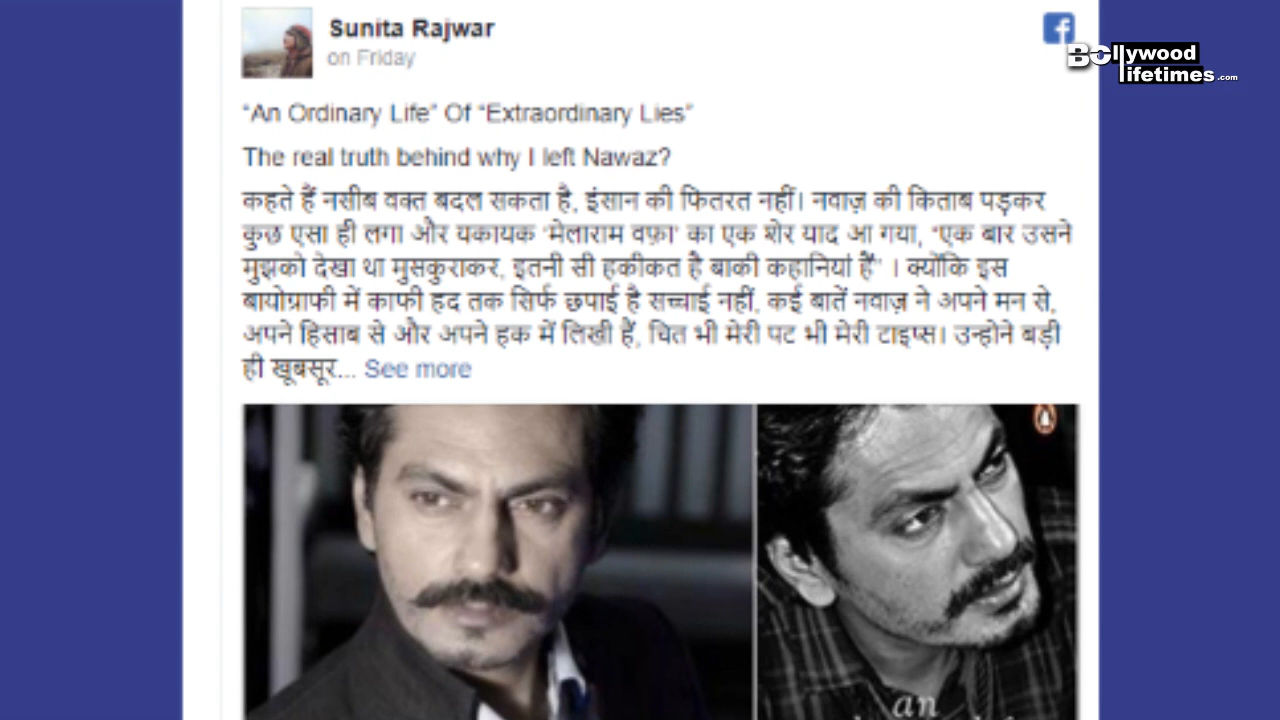 Sunita Rajwar
on Friday
Bollywood
lifetimes.com
“An Ordinary Life” Of “Extraordinary Lies”
The real truth behind why I left Nawaz?
कहते हैं नसीब वक्त बदल सकता है, इंसान की फितरत नहीं। नवाज़ की किताब पड़कर
कुछ एसा ही लगा और यकायक ‘मेलाराम वफ़ा’ का एक शेर याद आ गया, “एक बार उसने
मुझको देखा था मुसकुराकर, इतनी सी हकीकत है बाकी कहानियां हैं” । क्योंकि इस
बायोग्राफी में काफी हद तक सिर्फ छपाई है सच्चाई नहीं, कई बातें नवाज़ ने अपने मन से,
अपने हिसाब से और अपने हक में लिखी हैं, चित भी मेरी पट भी मेरी टाइप्स। उन्होने बड़ी
ही खूबसूर... See more
an